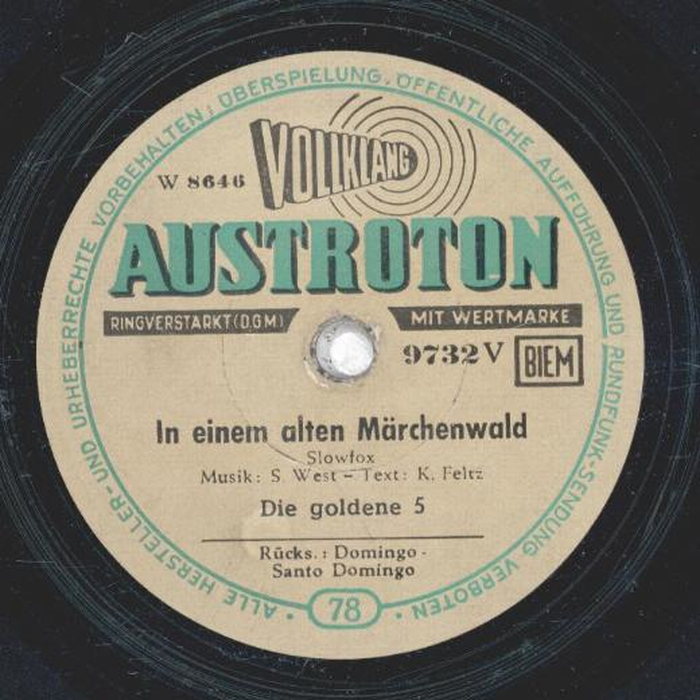 ALLE HERSTELLER- UND URHEBERRECHTE VORBEHALTEN; ÜBERSPIELUNG, ÖFFENTLICHE AUFFÜHRUNG UND RUNDFUNK-SENDUNG VERBOTEN
VOLLKLANG
W 8646
AUSTROTON
RINGVERSTÄRKT (D.G.M) MIT WERTMARKE
9732 V BIEM
In einem alten Märchenwald
Slowfox
Musik: S. West – Text: K. Feltz
Die goldene 5
Rücks.: Domingo -
Santo Domingo
78